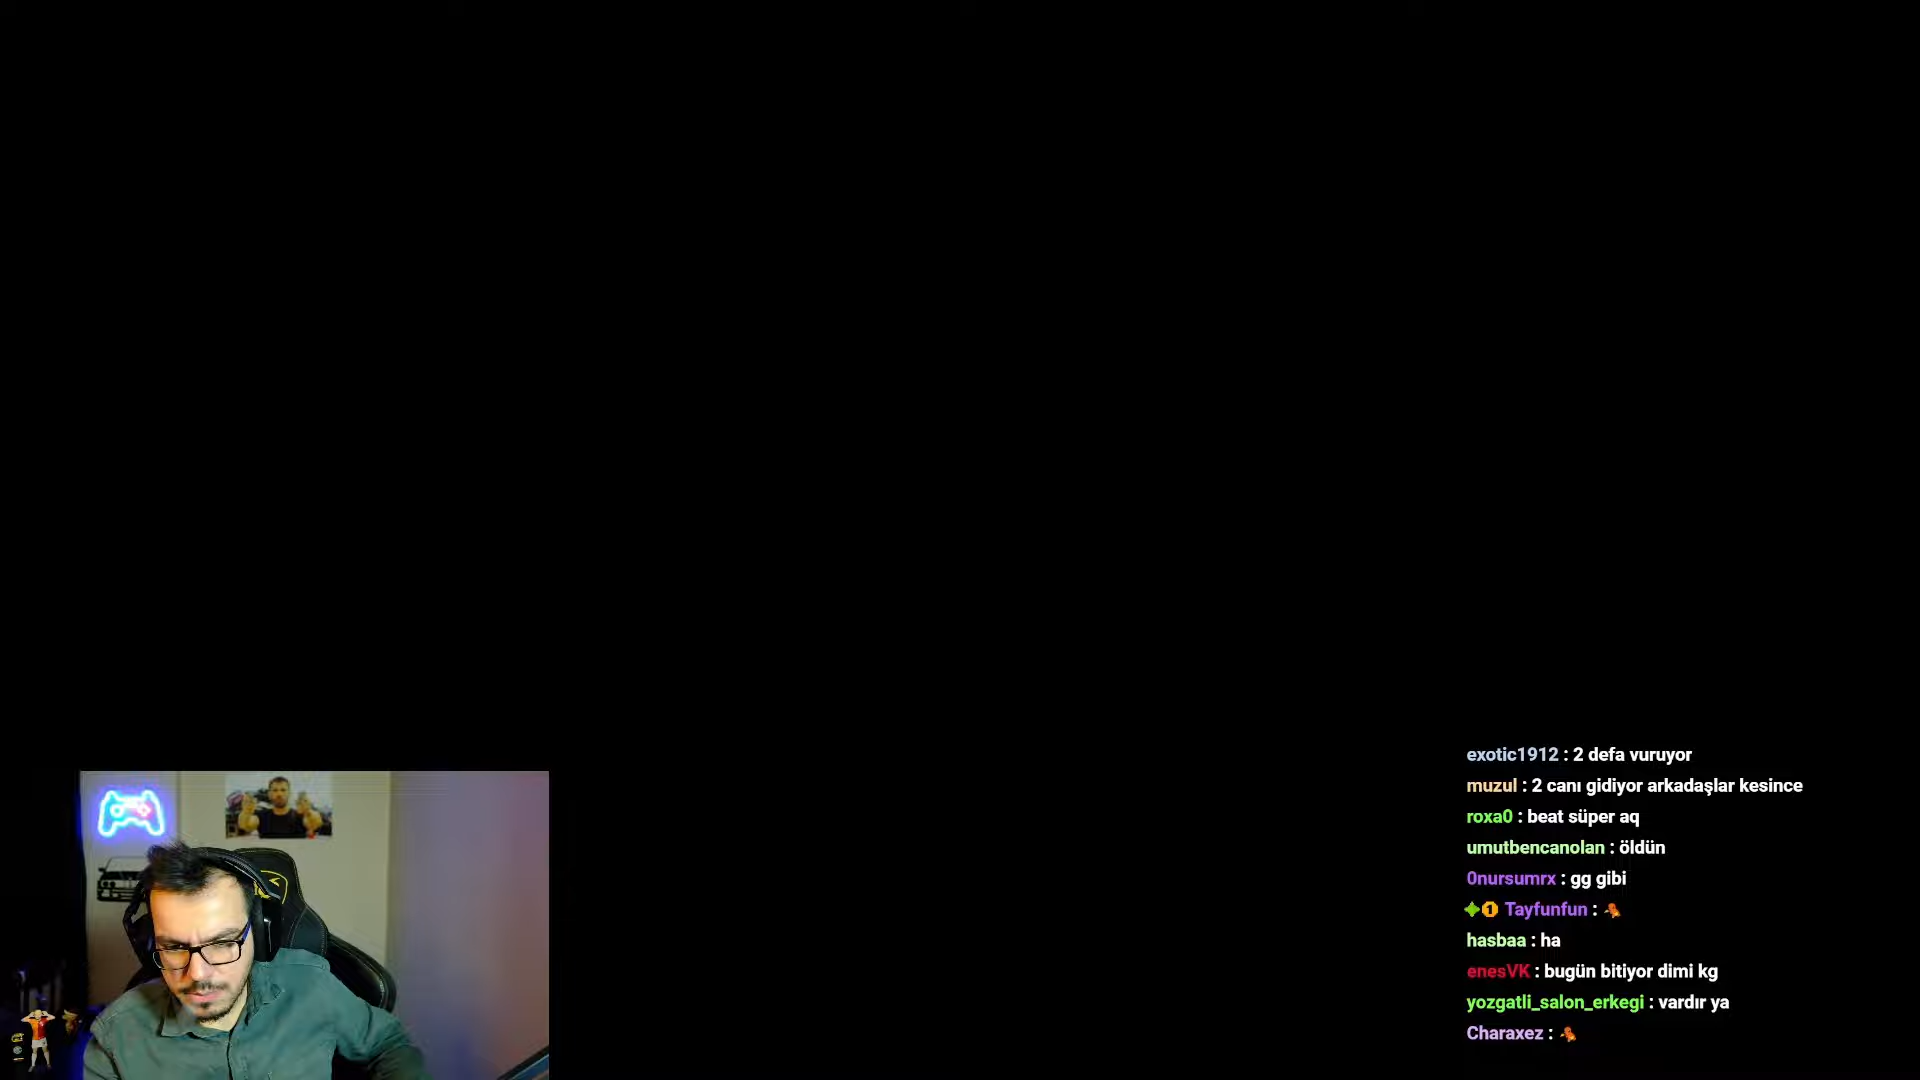 exotic1912 : 2 defa vuruyor
muzul : 2 canı gidiyor arkadaşlar kesince
roxa0 : beat süper aq
umutbencanolan : öldün
0nursumrx : gg gibi
1 Tayfunfun :
hasbaa : ha
enesVK : bugün bitiyor dimi kg
yozgatli_salon_erkegi : vardır ya
Charaxez :